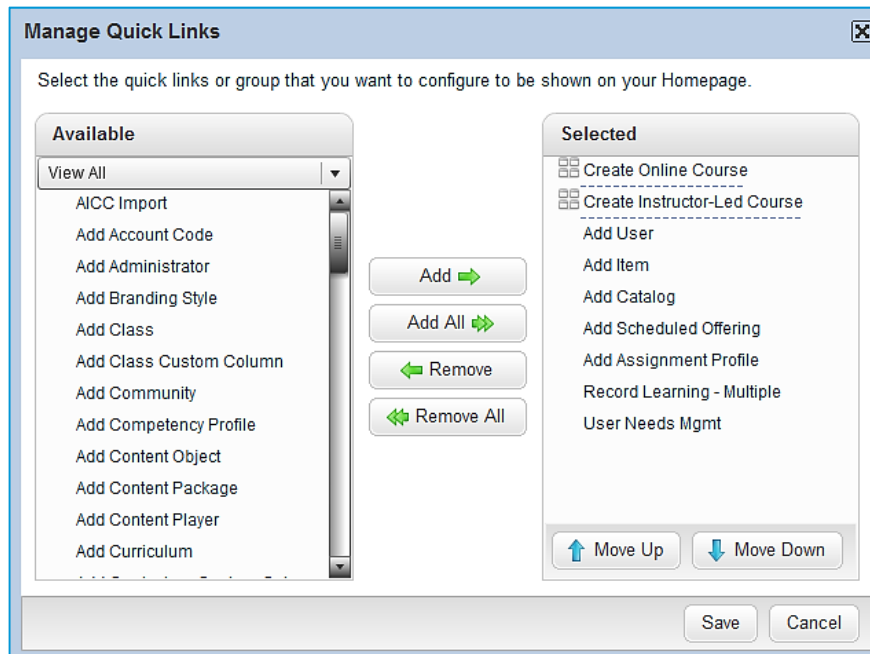 Manage Quick Links
Select the quick links or group that you want to configure to be shown on your Homepage.
Available
View All
AICC Import
Add Account Code
Add Administrator
Add Branding Style
Add Class
Add Class Custom Column
Add Community
Add Competency Profile
Add Content Object
Add Content Package
Add Content Player
Add Curriculum
Add
Add All
Remove
Remove All
Selected
Create Online Course
Create Instructor-Led Course
Add User
Add Item
Add Catalog
Add Scheduled Offering
Add Assignment Profile
Record Learning - Multiple
User Needs Mgmt
Move Up
Move Down
Save
Cancel